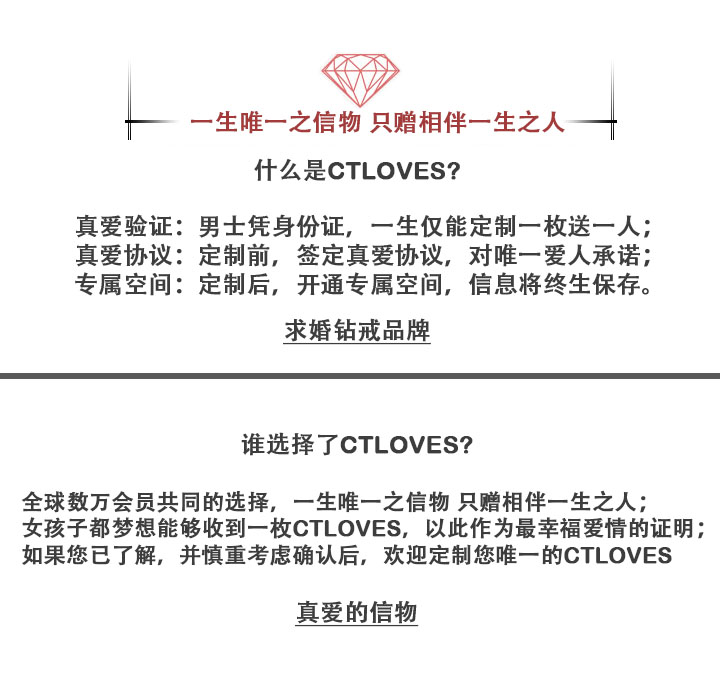 一生唯一之信物 只赠相伴一生之人
什么是CTLOVES?
真爱验证：男士凭身份证，一生仅能定制一枚送一人；
真爱协议：定制前，签定真爱协议，对唯一爱人承诺；
专属空间：定制后，开通专属空间，信息将终生保存。
求婚钻戒品牌
谁选择了CTLOVES?
全球数万会员共同的选择，一生唯一之信物 只赠相伴一生之人；
女孩子都梦想能够收到一枚CTLOVES，以此作为最幸福爱情的证明；
如果您已了解，并慎重考虑确认后，欢迎定制您唯一的CTLOVES
真爱的信物